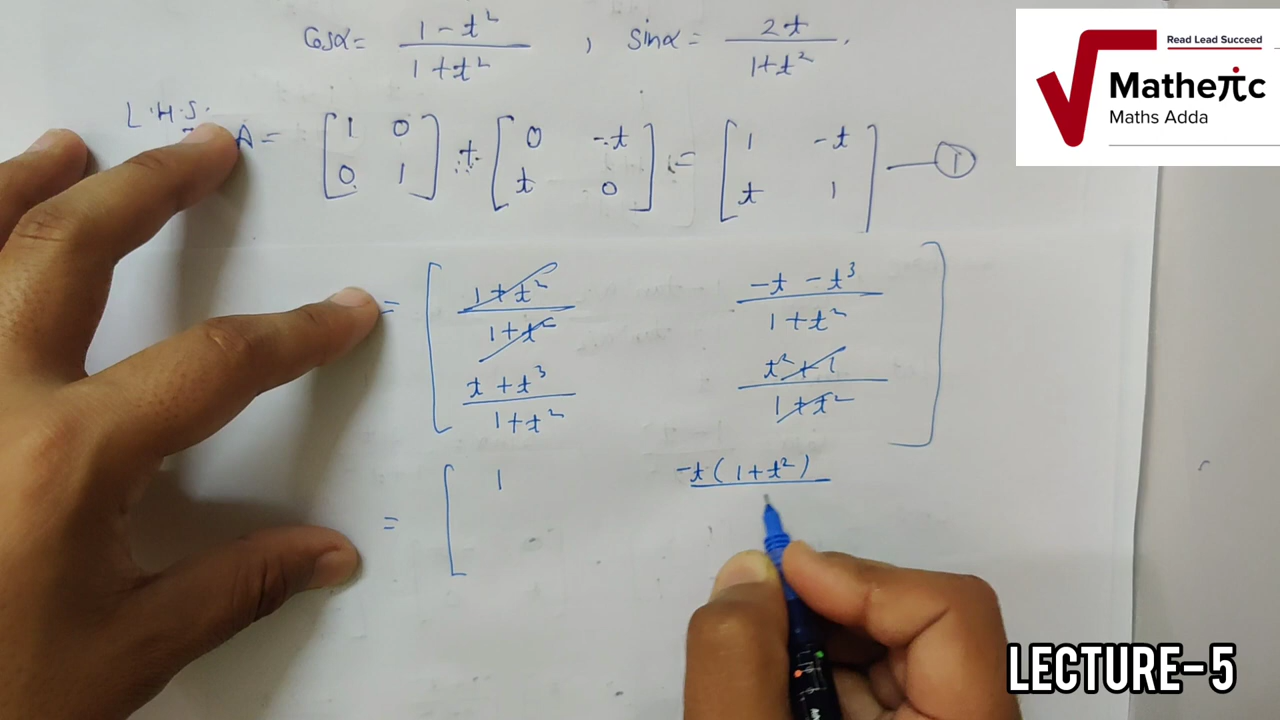 Cosα = 1 - t² / 1 + t² , Sinα = 2t / 1+t² .
L.H.S.
A = [ 1 0 ; 0 1 ] + [ 0 -t ; t 0 ] = [ 1 -t ; t 1 ] — ①
= [ 1+t² / 1+t² -t - t³ / 1+t² ; t + t³ / 1+t² t² + 1 / 1+t² ]
= [ 1 -t ( 1+t² )
Read Lead Succeed
Matheπc
Maths Adda
LECTURE-5